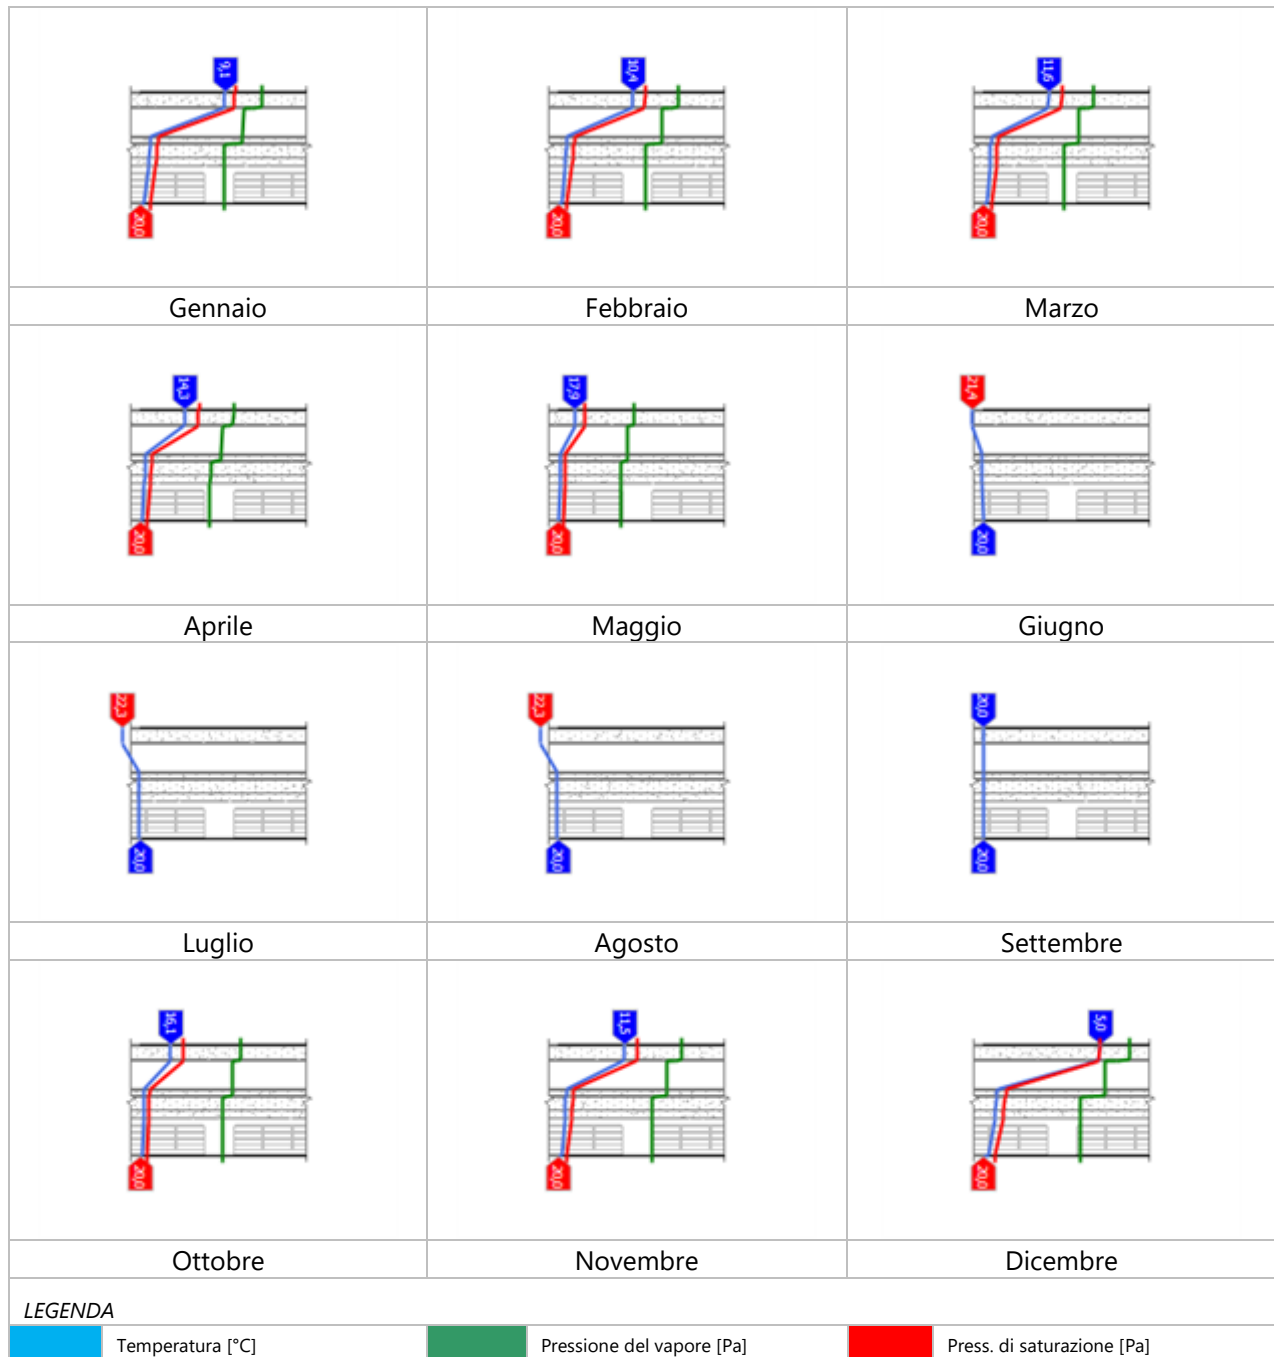 9,1 10,4 11,6
20,0 20,0 20,0
Gennaio Febbraio Marzo
14,3 17,9 21,4
20,0 20,0 20,0
Aprile Maggio Giugno
22,3 22,3 20,0
20,0 20,0 20,0
Luglio Agosto Settembre
16,1 11,5 5,0
20,0 20,0 20,0
Ottobre Novembre Dicembre
LEGENDA
Temperatura [°C] Pressione del vapore [Pa] Press. di saturazione [Pa]